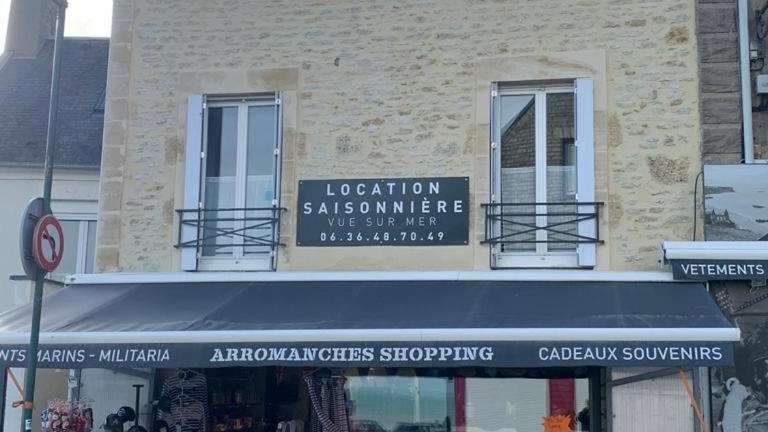 LOCATION
SAISONNIÈRE
VUE SUR MER
06.36.48.70.49
VETEMENTS
NTS MARINS - MILITARIA ARROMANCHES SHOPPING CADEAUX SOUVENIRS